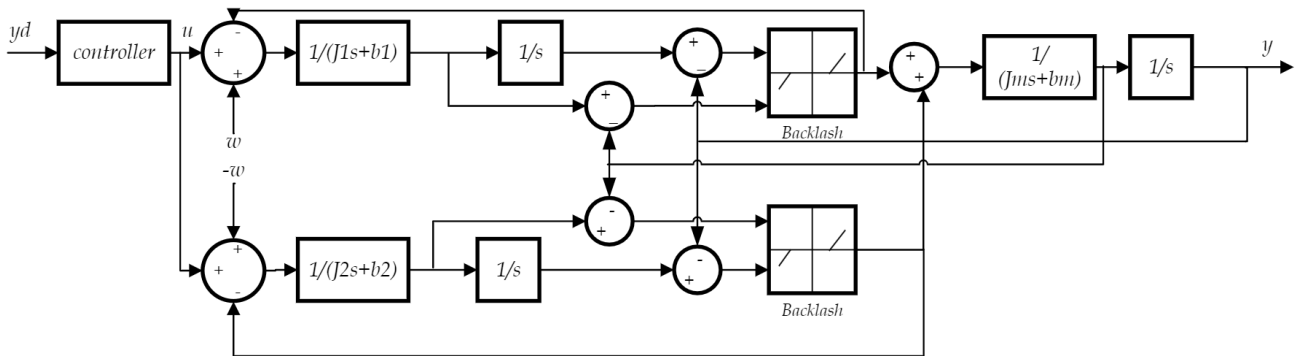 yd
controller
u
-
+
+
1/(J1s+b1)
1/s
+
–
+
–
Backlash
+
+
1/
(Jms+bm)
1/s
y
w
-w
+
+
-
1/(J2s+b2)
1/s
-
+
-
+
Backlash